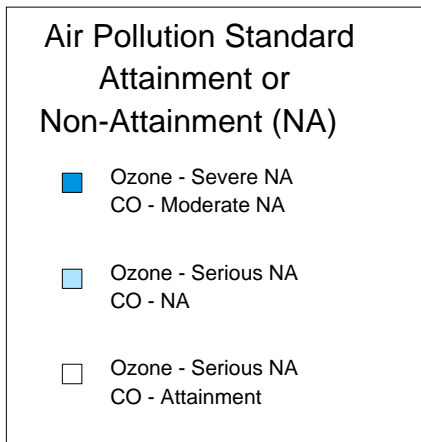 Air Pollution Standard
Attainment or
Non-Attainment (NA)
Ozone - Severe NA
CO - Moderate NA
Ozone - Serious NA
CO - NA
Ozone - Serious NA
CO - Attainment